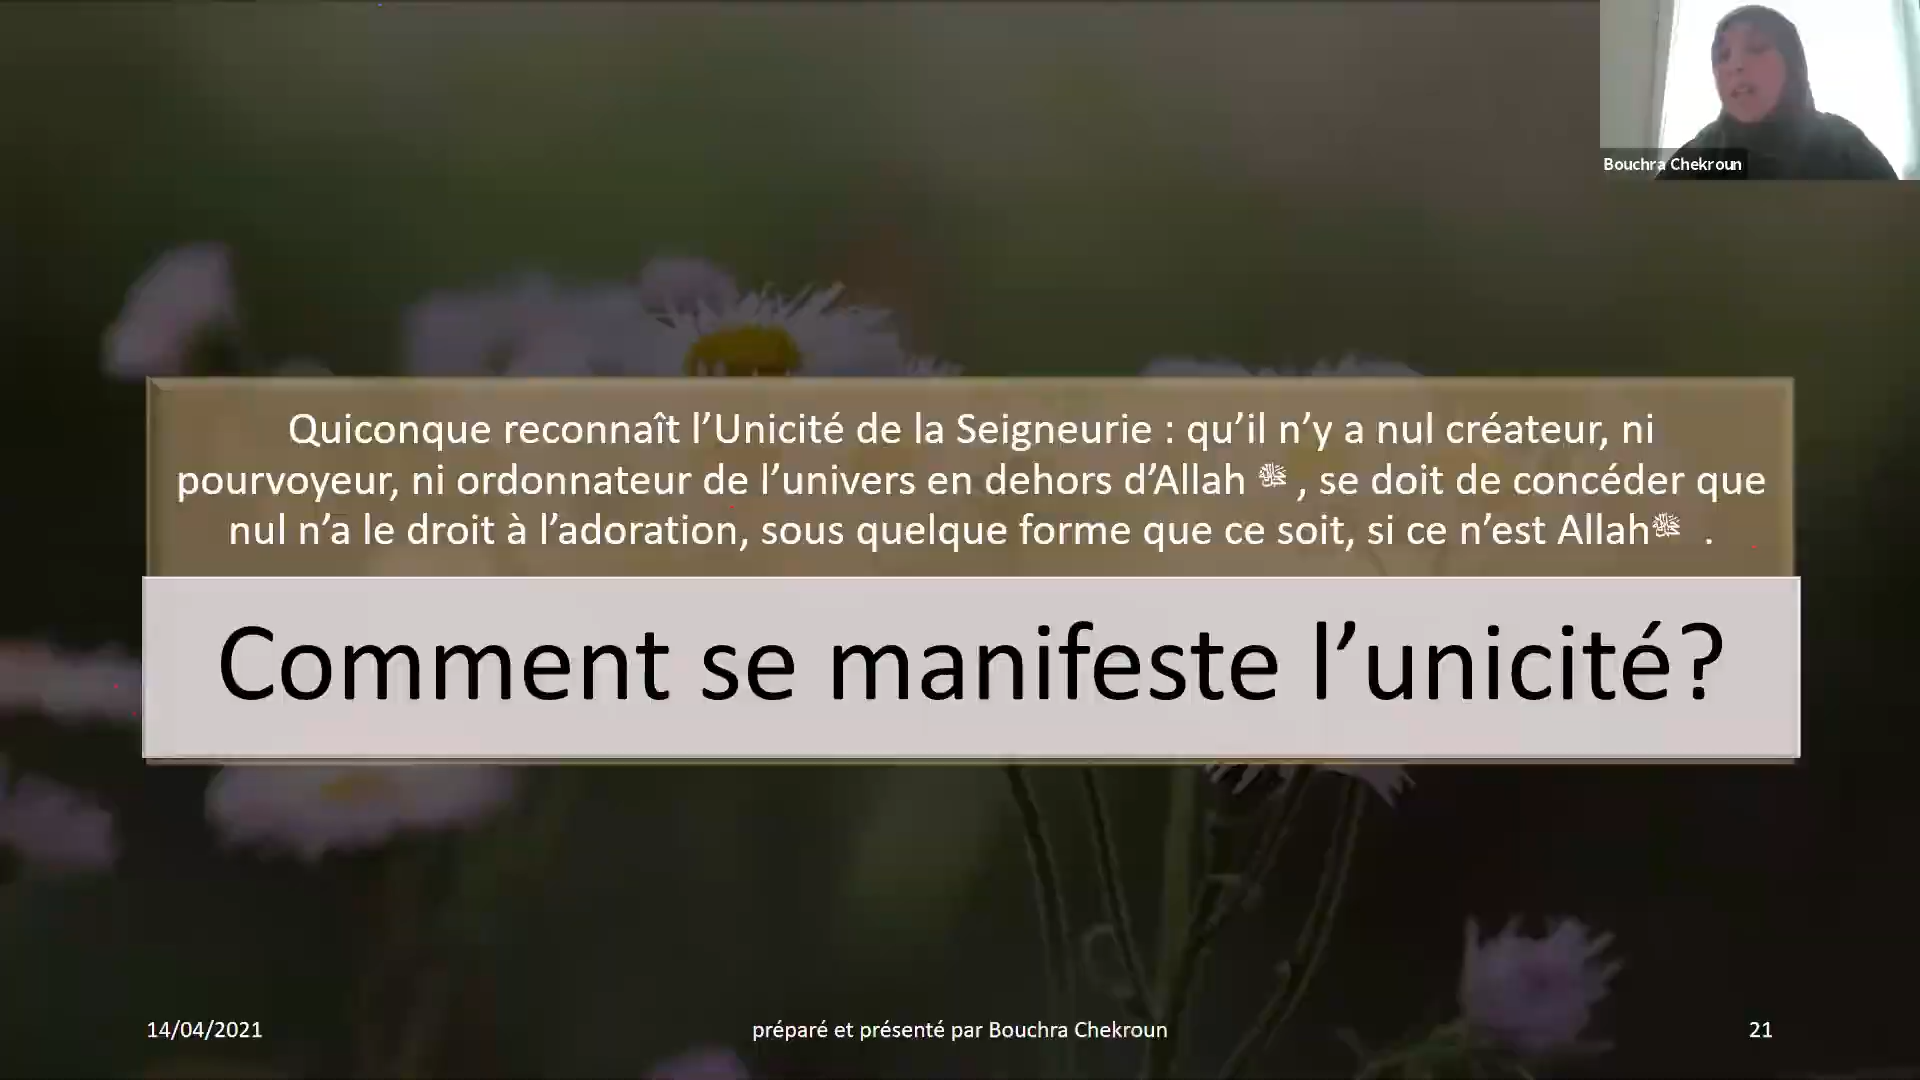 Bouchra Chekroun
Quiconque reconnaît l’Unicité de la Seigneurie : qu’il n’y a nul créateur, ni
pourvoyeur, ni ordonnateur de l’univers en dehors d’Allah ﷻ , se doit de concéder que
nul n’a le droit à l’adoration, sous quelque forme que ce soit, si ce n’est Allahﷻ .
Comment se manifeste l’unicité?
14/04/2021
préparé et présenté par Bouchra Chekroun
21